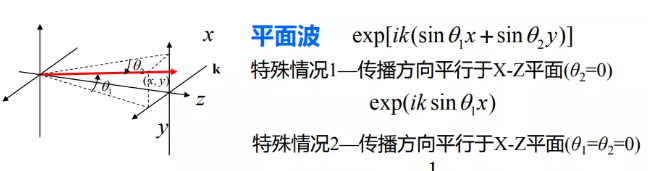 x
平面波 exp[ik(sin θ₁x + sin θ₂y)]
θ₂ k
特殊情况1—传播方向平行于X-Z平面(θ₂=0)
(x, y)
θ₁ z
exp(ik sin θ₁x)
y
特殊情况2—传播方向平行于X-Z平面(θ₁=θ₂=0)
1